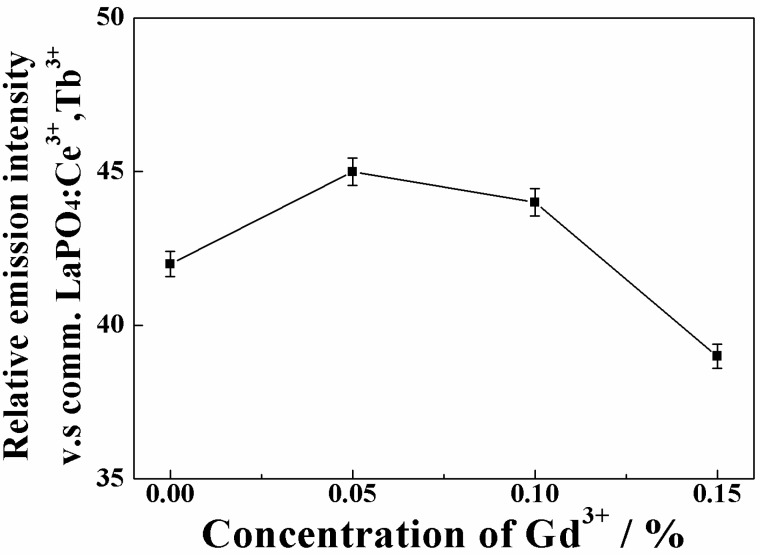 Relative emission intensity
v.s comm. LaPO₄:Ce³⁺,Tb³⁺
50
45
40
35
0.00 0.05 0.10 0.15
Concentration of Gd³⁺ / %